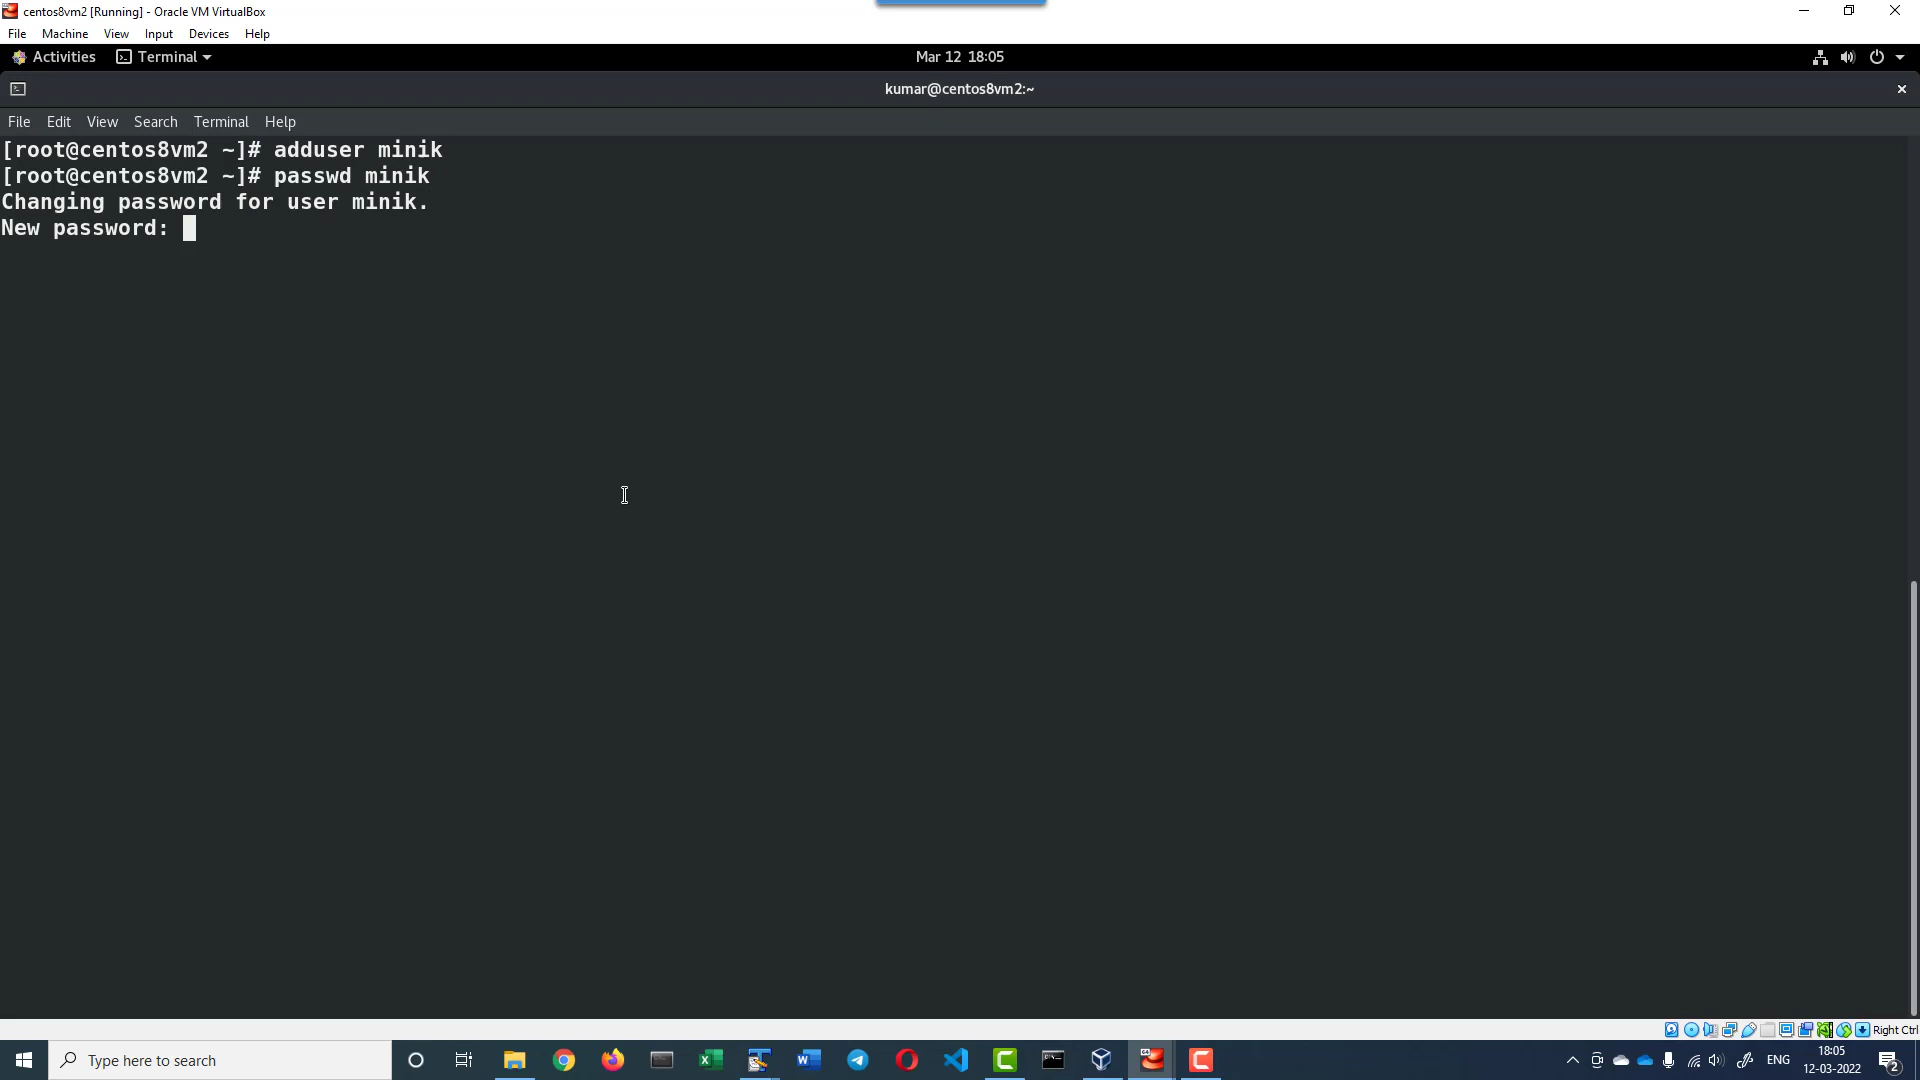 centos8vm2 [Running] - Oracle VM VirtualBox
File Machine View Input Devices Help
Activities Terminal Mar 12 18:05
kumar@centos8vm2:~
File Edit View Search Terminal Help
[root@centos8vm2 ~]# adduser minik
[root@centos8vm2 ~]# passwd minik
Changing password for user minik.
New password:
Right Ctrl
Type here to search
ENG
18:05
12-03-2022
2